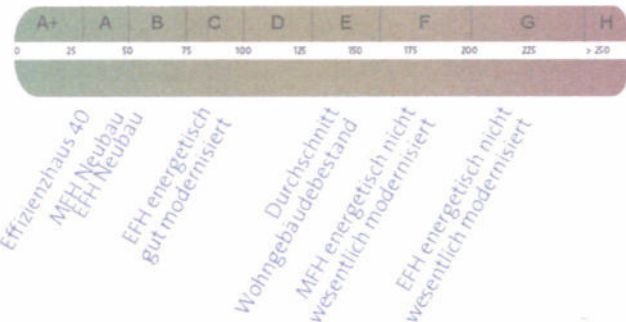 A+ A B C D E F G H
0 25 50 75 100 125 150 175 200 225 > 250
Effizienzhaus 40
MFH Neubau
EFH Neubau
EFH energetisch
gut modernisiert
Durchschnitt
Wohngebäudebestand
MFH energetisch nicht
wesentlich modernisiert
EFH energetisch nicht
wesentlich modernisiert